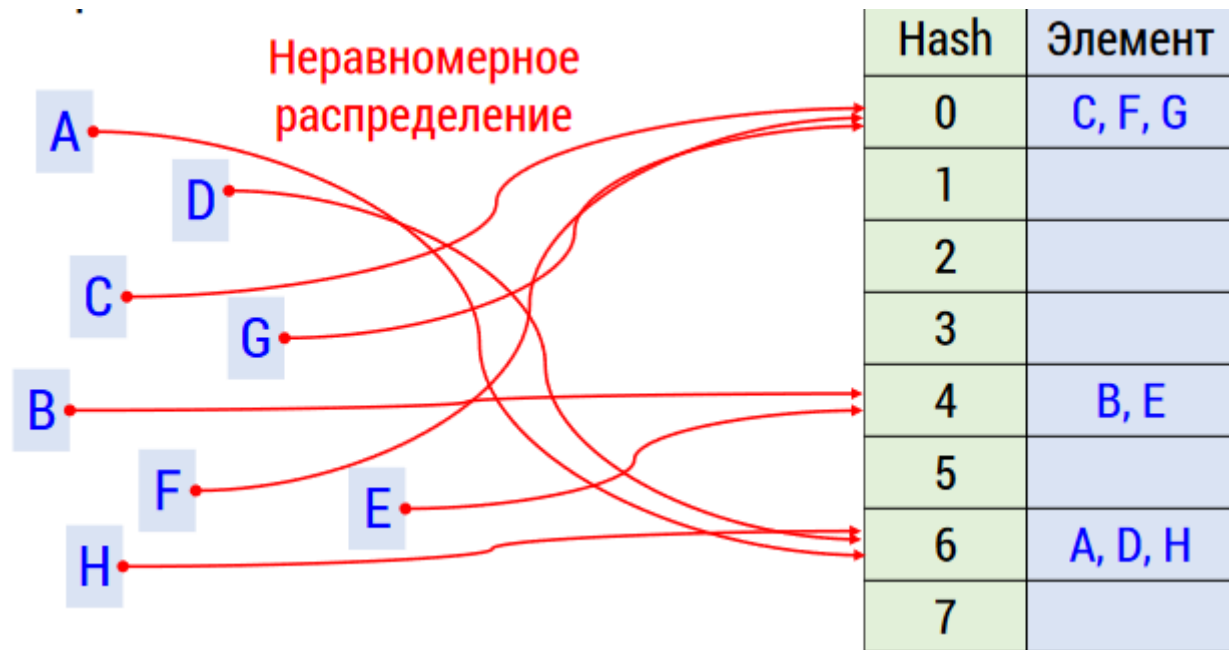 Неравномерное
распределение
A
D
C
G
B
F
E
H
Hash Элемент
0 C, F, G
1
2
3
4 B, E
5
6 A, D, H
7